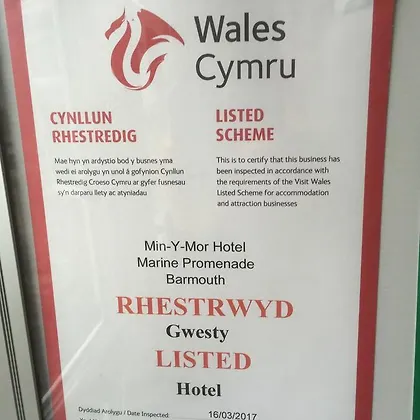 Wales
Cymru
CYNLLUN
RHESTREDIG
Mae hyn yn ardystio bod y busnes yma
wedi ei arolygu yn unol â gofynion Cynllun
Rhestredig Croeso Cymru ar gyfer fusnesau
sy'n darparu llety ac atyniadau
LISTED
SCHEME
This is to certify that this business has
been inspected in accordance with
the requirements of the Visit Wales
Listed Scheme for accommodation
and attraction businesses
Min-Y-Mor Hotel
Marine Promenade
Barmouth
RHESTRWYD
Gwesty
LISTED
Hotel
Dyddiad Arolygu / Date Inspected: 16/03/2017